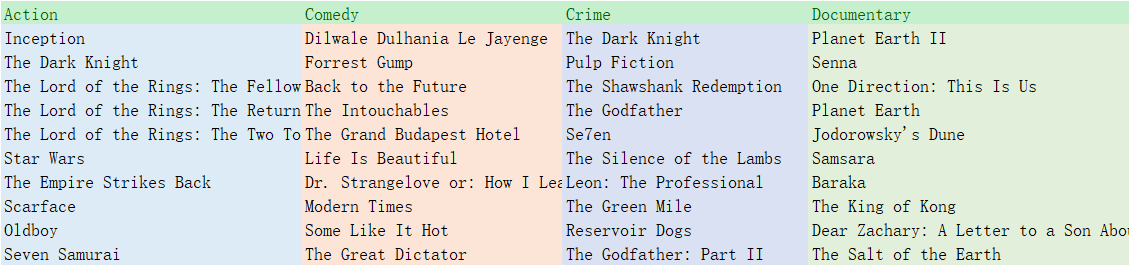 Action Comedy Crime Documentary
Inception Dilwale Dulhania Le Jayenge The Dark Knight Planet Earth II
The Dark Knight Forrest Gump Pulp Fiction Senna
The Lord of the Rings: The Fellow Back to the Future The Shawshank Redemption One Direction: This Is Us
The Lord of the Rings: The Return The Intouchables The Godfather Planet Earth
The Lord of the Rings: The Two To The Grand Budapest Hotel Se7en Jodorowsky's Dune
Star Wars Life Is Beautiful The Silence of the Lambs Samsara
The Empire Strikes Back Dr. Strangelove or: How I Lea Leon: The Professional Baraka
Scarface Modern Times The Green Mile The King of Kong
Oldboy Some Like It Hot Reservoir Dogs Dear Zachary: A Letter to a Son Abou
Seven Samurai The Great Dictator The Godfather: Part II The Salt of the Earth